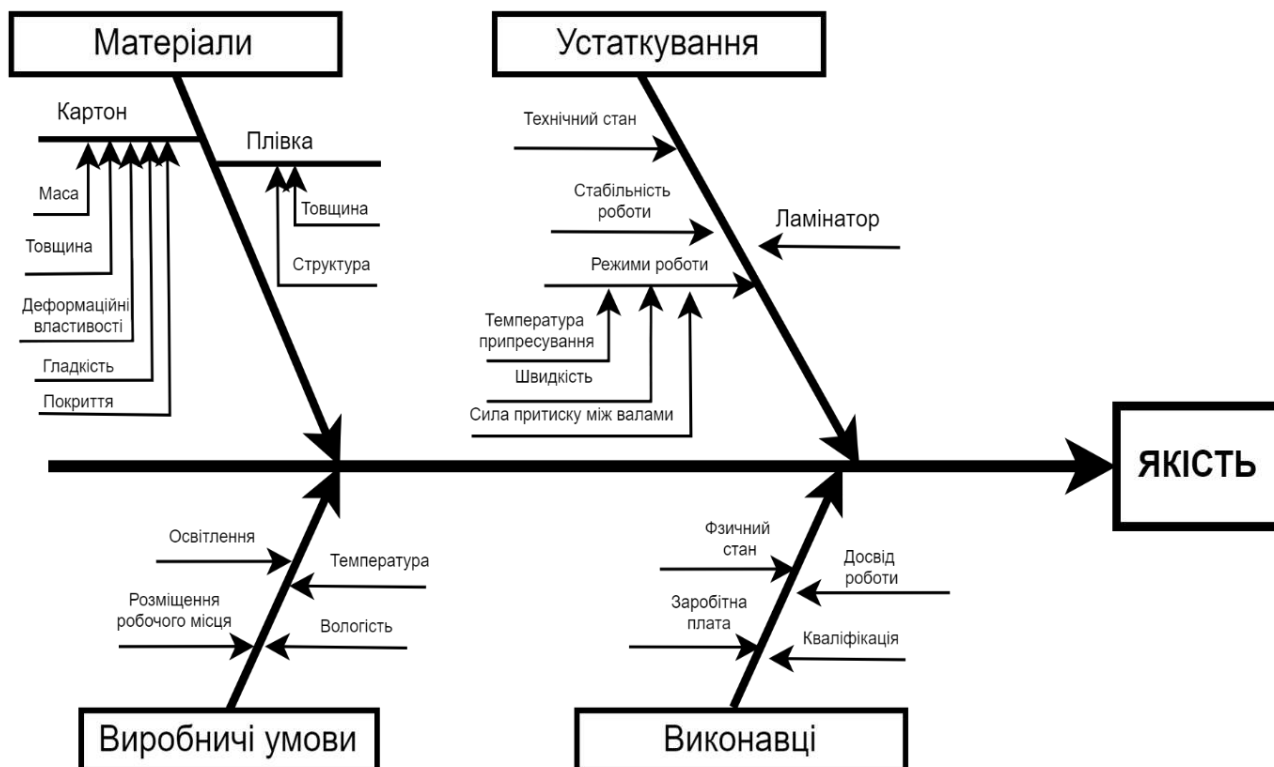 Матеріали
Устаткування
Картон
Плівка
Маса
Товщина
Товщина
Структура
Деформаційні
властивості
Гладкість
Покриття
Технічний стан
Стабільність
роботи
Ламінатор
Режими роботи
Температура
припресування
Швидкість
Сила притиску між валами
ЯКІСТЬ
Освітлення
Температура
Розміщення
робочого місця
Вологість
Фзичний
стан
Досвід
роботи
Заробітна
плата
Кваліфікація
Виробничі умови
Виконавці